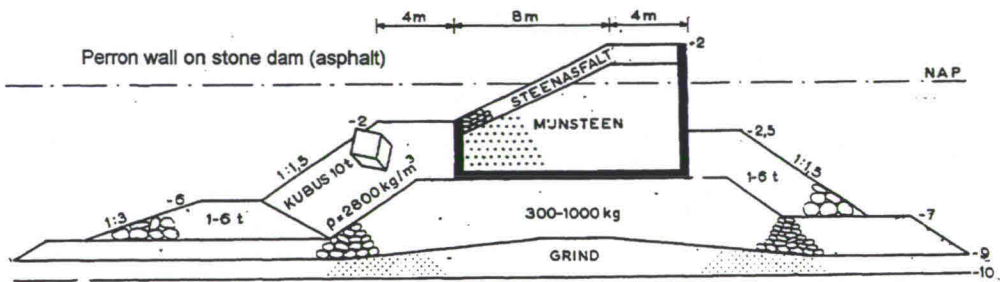 4m 8m 4m
Perron wall on stone dam (asphalt)
-2
NAP
STEENASFALT
-2
MIJNSTEEN
-2,5
1:1,5
KUBUS 10t
1:1,5
ρ=2800 kg/m³
-6
1-6 t
1-6 t
1:3
300-1000 kg
-7
GRIND
-9
-10